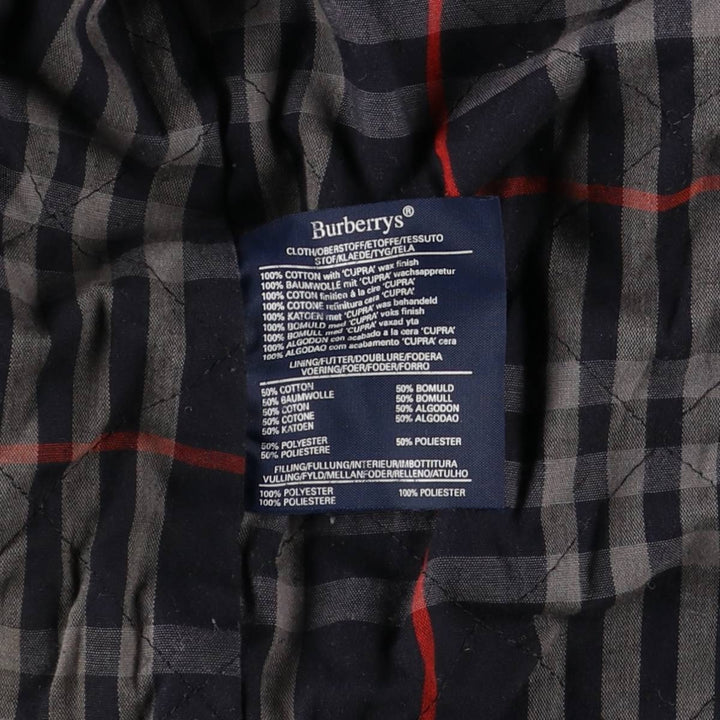 Burberrys®
CLOTH/OBERSTOFF/ETOFFE/TESSUTO
STOF/KLAEDE/TYG/TELA
100% COTTON with 'CUPRA' wax finish
100% BAUMWOLLE mit 'CUPRA' wachsappretur
100% COTON finition à la cire 'CUPRA'
100% COTONE refinitura cera 'CUPRA'
100% KATOEN met 'CUPRA' was behandeld
100% BOMULD med 'CUPRA' voks finish
100% BOMULL med 'CUPRA' vaxad yta
100% ALGODON con acabado a la cera 'CUPRA'
100% ALGODAO com acabamento 'CUPRA' cera
LINING/FUTTER/DOUBLURE/FODERA
VOERING/FOER/FODER/FORRO
50% COTTON 50% BOMULD
50% BAUMWOLLE 50% BOMULL
50% COTON 50% ALGODON
50% COTONE 50% ALGODAO
50% KATOEN
50% POLYESTER 50% POLIESTER
50% POLIESTERE
FILLING/FULLUNG/INTERIEUR/IMBOTTITURA
VULLING/FYLD/MELLANFODER/RELLENO/ATULHO
100% POLYESTER 100% POLIESTER
100% POLIESTERE